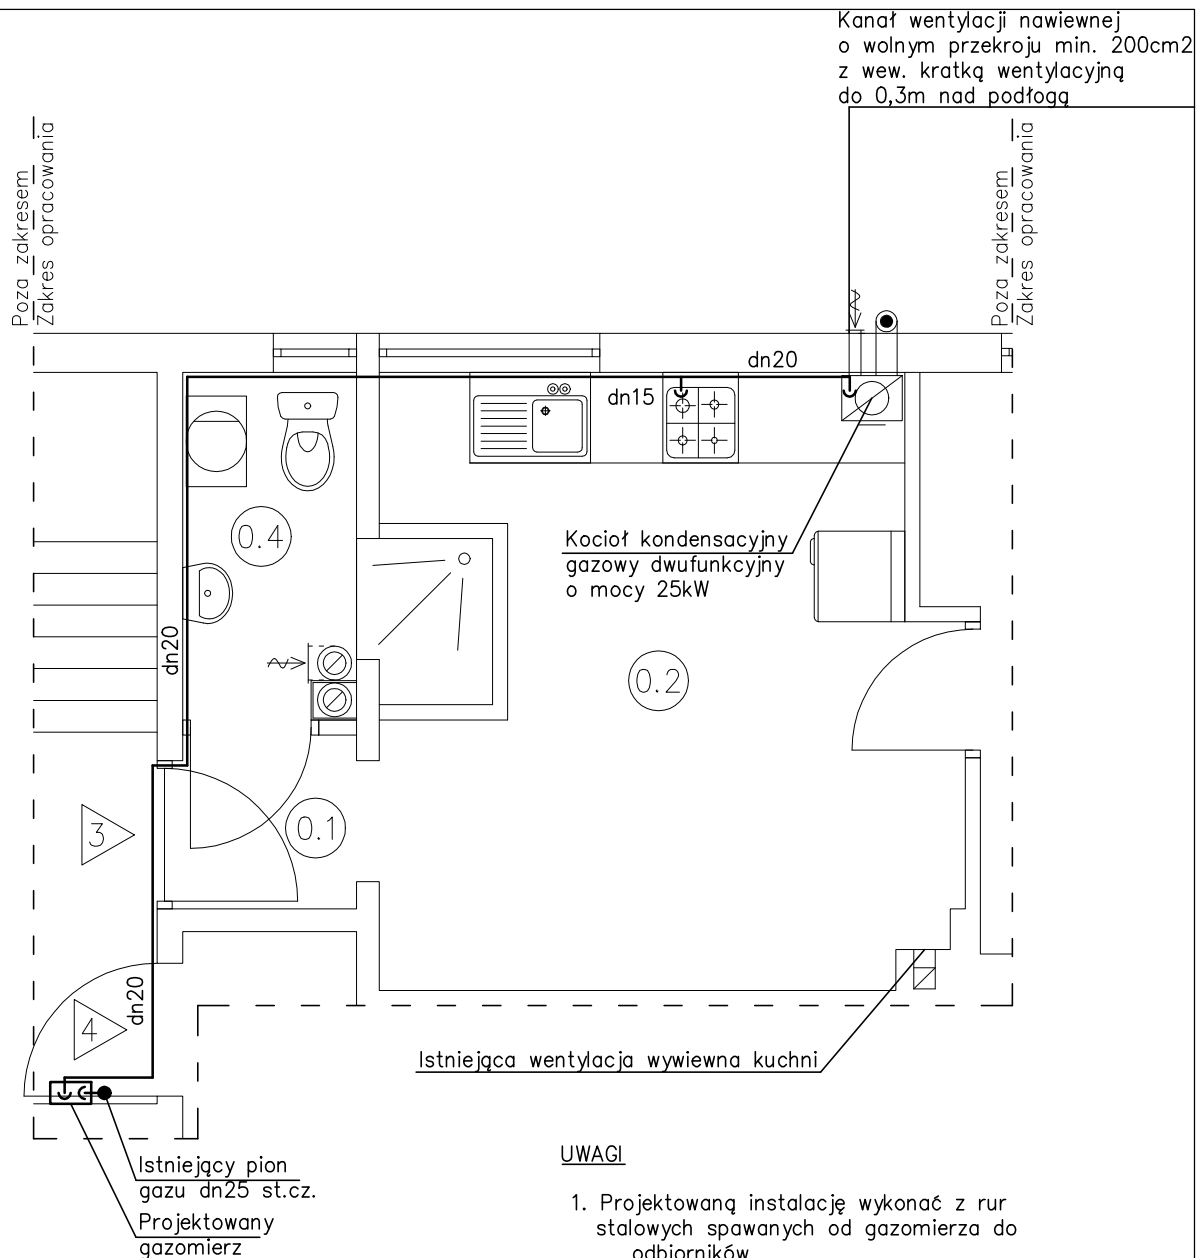 Kanał wentylacji nawiewnej
o wolnym przekroju min. 200cm2
z wew. kratką wentylacyjną
do 0,3m nad podłogą
Poza zakresem
Zakres opracowania
Poza zakresem
Zakres opracowania
dn20
dn15
0.4
Kocioł kondensacyjny
gazowy dwufunkcyjny
o mocy 25kW
dn20
0.2
3
0.1
dn20
4
Istniejąca wentylacja wywiewna kuchni
Istniejący pion
gazu dn25 st.cz.
Projektowany
gazomierz
UWAGI
1. Projektowaną instalację wykonać z rur
stalowych spawanych od gazomierza do
odbiorników